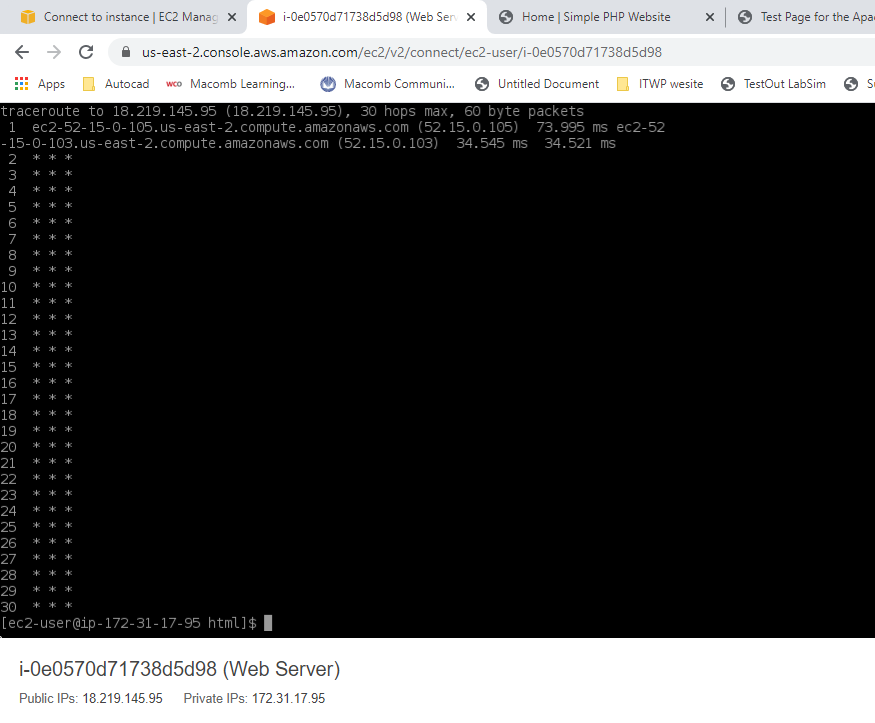 Connect to instance | EC2 Manag
i-0e0570d71738d5d98 (Web Serv
Home | Simple PHP Website
Test Page for the Apac
us-east-2.console.aws.amazon.com/ec2/v2/connect/ec2-user/i-0e0570d71738d5d98
Apps
Autocad
wco Macomb Learning...
Macomb Communi...
Untitled Document
ITWP wesite
TestOut LabSim
Su
traceroute to 18.219.145.95 (18.219.145.95), 30 hops max, 60 byte packets
1 ec2-52-15-0-105.us-east-2.compute.amazonaws.com (52.15.0.105) 73.995 ms ec2-52
-15-0-103.us-east-2.compute.amazonaws.com (52.15.0.103) 34.545 ms 34.521 ms
2 * * *
3 * * *
4 * * *
5 * * *
6 * * *
7 * * *
8 * * *
9 * * *
10 * * *
11 * * *
12 * * *
13 * * *
14 * * *
15 * * *
16 * * *
17 * * *
18 * * *
19 * * *
20 * * *
21 * * *
22 * * *
23 * * *
24 * * *
25 * * *
26 * * *
27 * * *
28 * * *
29 * * *
30 * * *
[ec2-user@ip-172-31-17-95 html]$
i-0e0570d71738d5d98 (Web Server)
Public IPs: 18.219.145.95 Private IPs: 172.31.17.95